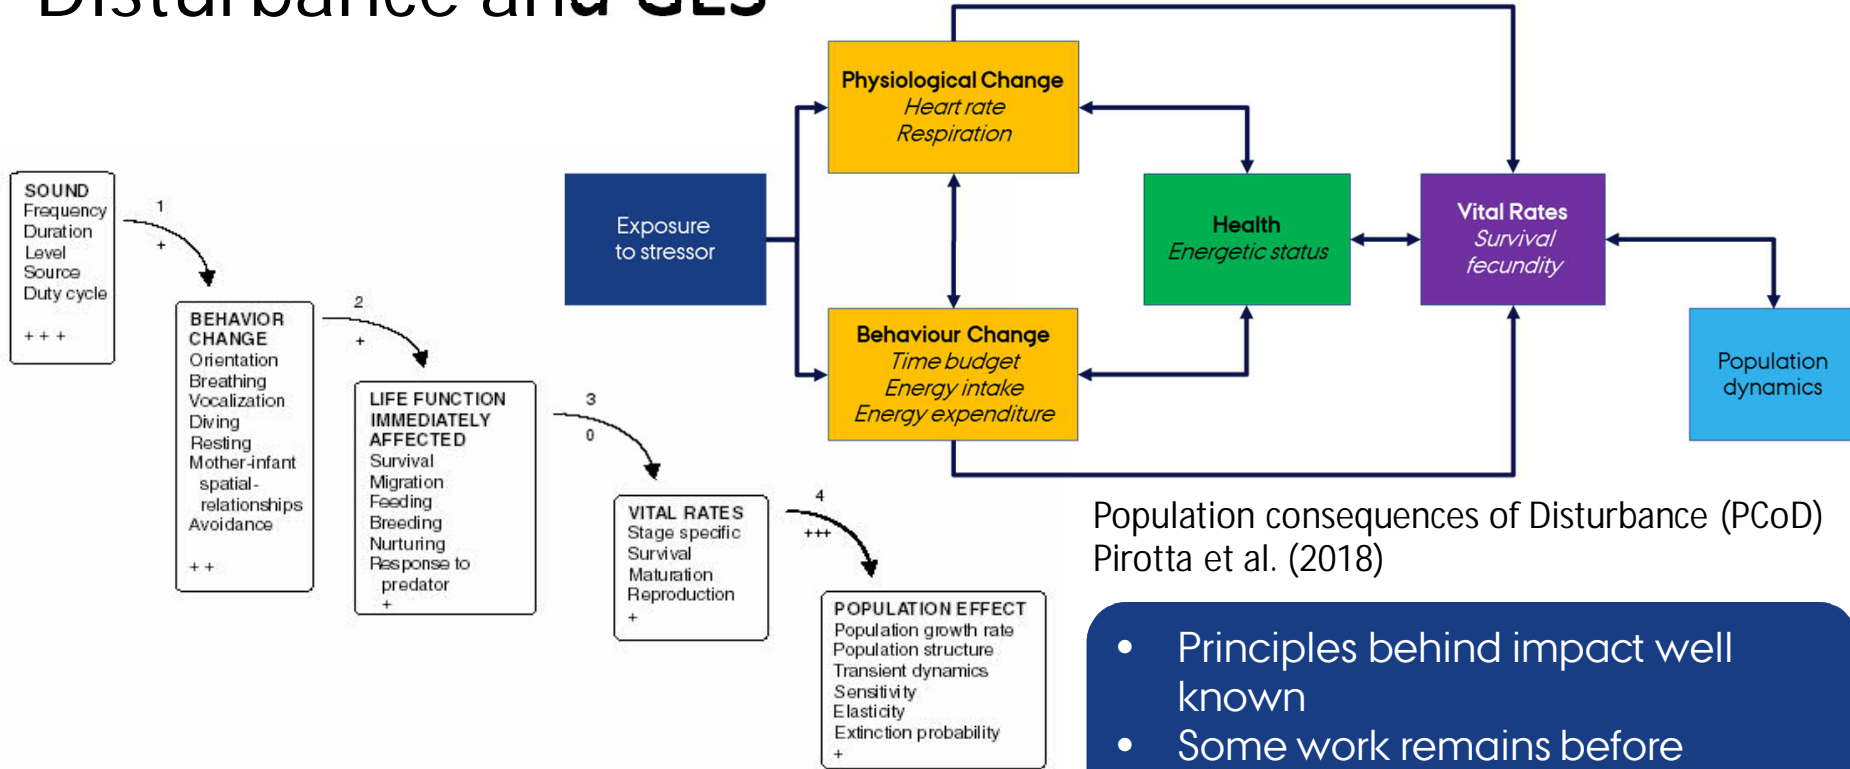 Disturbance and GES
SOUND
Frequency
Duration
Level
Source
Duty cycle
+ + +
1
+
BEHAVIOR
CHANGE
Orientation
Breathing
Vocalization
Diving
Resting
Mother-infant
spatial-
relationships
Avoidance
+ +
2
+
LIFE FUNCTION
IMMEDIATELY
AFFECTED
Survival
Migration
Feeding
Breeding
Nurturing
Response to
predator
+
3
0
VITAL RATES
Stage specific
Survival
Maturation
Reproduction
+
4
+++
POPULATION EFFECT
Population growth rate
Population structure
Transient dynamics
Sensitivity
Elasticity
Extinction probability
+
Exposure
to stressor
Physiological Change
Heart rate
Respiration
Behaviour Change
Time budget
Energy intake
Energy expenditure
Health
Energetic status
Vital Rates
Survival
fecundity
Population
dynamics
Population consequences of Disturbance (PCoD)
Pirotta et al. (2018)
• Principles behind impact well
known
• Some work remains before